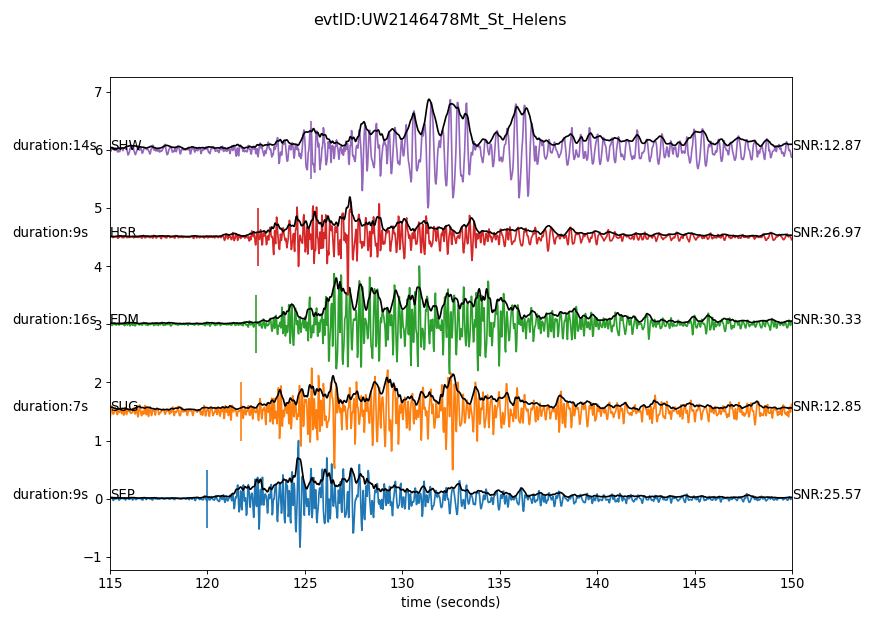 evtID:UW2146478Mt_St_Helens
7
duration:14s 6 SHW SNR:12.87
5
duration:9s HSR SNR:26.97
4
duration:16s 3 EDM SNR:30.33
2
duration:7s SUG SNR:12.85
1
duration:9s 0 SEP SNR:25.57
−1
115 120 125 130 135 140 145 150
time (seconds)